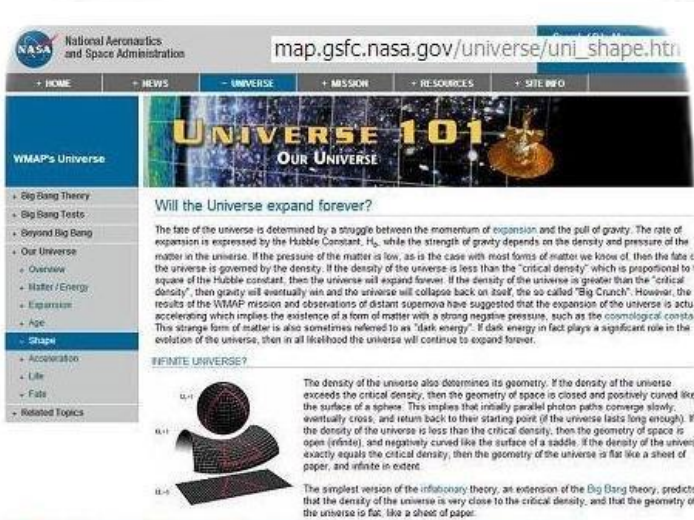 NASA
National Aeronautics
and Space Administration
map.gsfc.nasa.gov/universe/uni_shape.htm
+ HOME
+ NEWS
- UNIVERSE
+ MISSION
+ RESOURCES
+ SITE INFO
UNIVERSE 101
OUR UNIVERSE
WMAP's Universe
+ Big Bang Theory
+ Big Bang Tests
+ Beyond Big Bang
+ Our Universe
+ Overview
+ Matter / Energy
+ Expansion
+ Age
- Shape
+ Acceleration
+ Life
+ Fate
+ Related Topics
Will the Universe expand forever?
The fate of the universe is determined by a struggle between the momentum of expansion and the pull of gravity. The rate of
expansion is expressed by the Hubble Constant, Ho, while the strength of gravity depends on the density and pressure of the
matter in the universe. If the pressure of the matter is low, as is the case with most forms of matter we know of, then the fate o
the universe is governed by the density. If the density of the universe is less than the "critical density" which is proportional to
square of the Hubble constant, then the universe will expand forever. If the density of the universe is greater than the "critical
density", then gravity will eventually win and the universe will collapse back on itself, the so called "Big Crunch". However, the
results of the WMAP mission and observations of distant supernova have suggested that the expansion of the universe is actu
accelerating which implies the existence of a form of matter with a strong negative pressure, such as the cosmological consta
This strange form of matter is also sometimes referred to as "dark energy". If dark energy in fact plays a significant role in the
evolution of the universe, then in all likelihood the universe will continue to expand forever.
INFINITE UNIVERSE?
The density of the universe also determines its geometry. If the density of the universe
exceeds the critical density, then the geometry of space is closed and positively curved like
the surface of a sphere. This implies that initially parallel photon paths converge slowly,
eventually cross, and return back to their starting point (if the universe lasts long enough). If
the density of the universe is less than the critical density, then the geometry of space is
open (infinite), and negatively curved like the surface of a saddle. If the density of the univers
exactly equals the critical density, then the geometry of the universe is flat like a sheet of
paper, and infinite in extent.
The simplest version of the inflationary theory, an extension of the Big Bang theory, predicts
that the density of the universe is very close to the critical density, and that the geometry of
the universe is flat, like a sheet of paper.